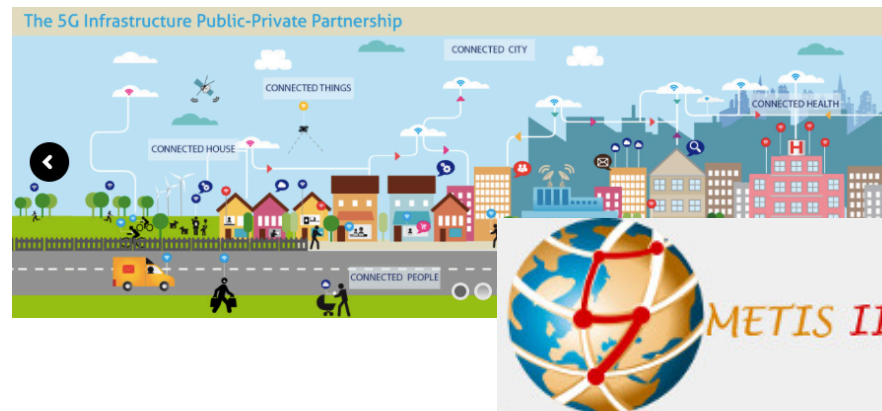 The 5G Infrastructure Public-Private Partnership
CONNECTED CITY
CONNECTED THINGS
CONNECTED HEALTH
CONNECTED HOUSE
H
CONNECTED PEOPLE
METIS II